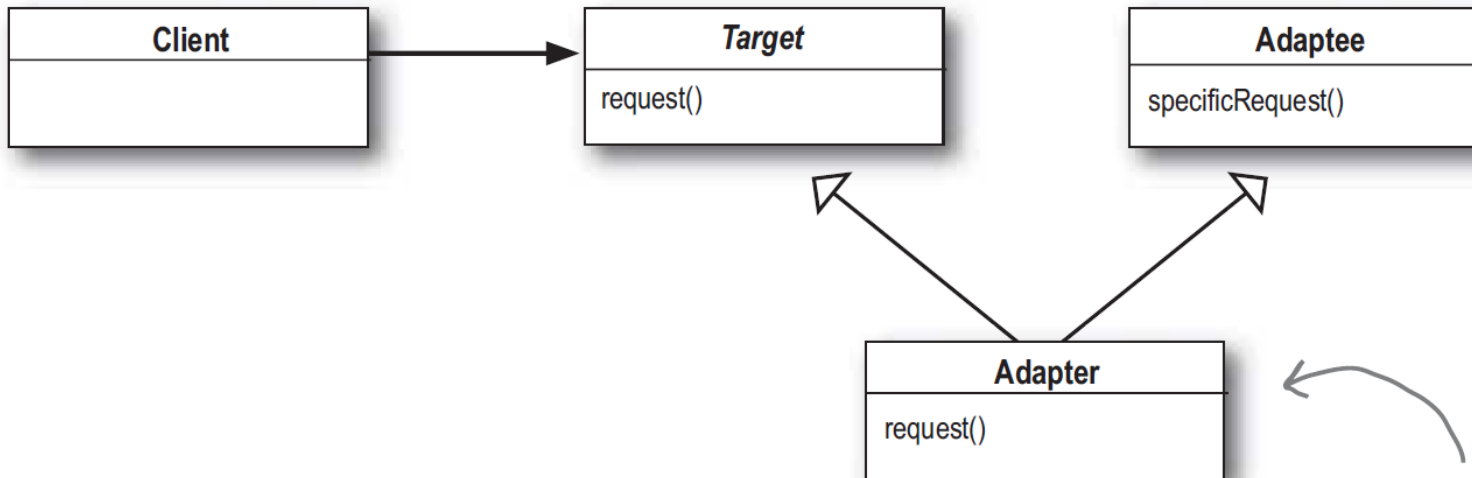 Client
Target
request()
Adaptee
specificRequest()
Adapter
request()